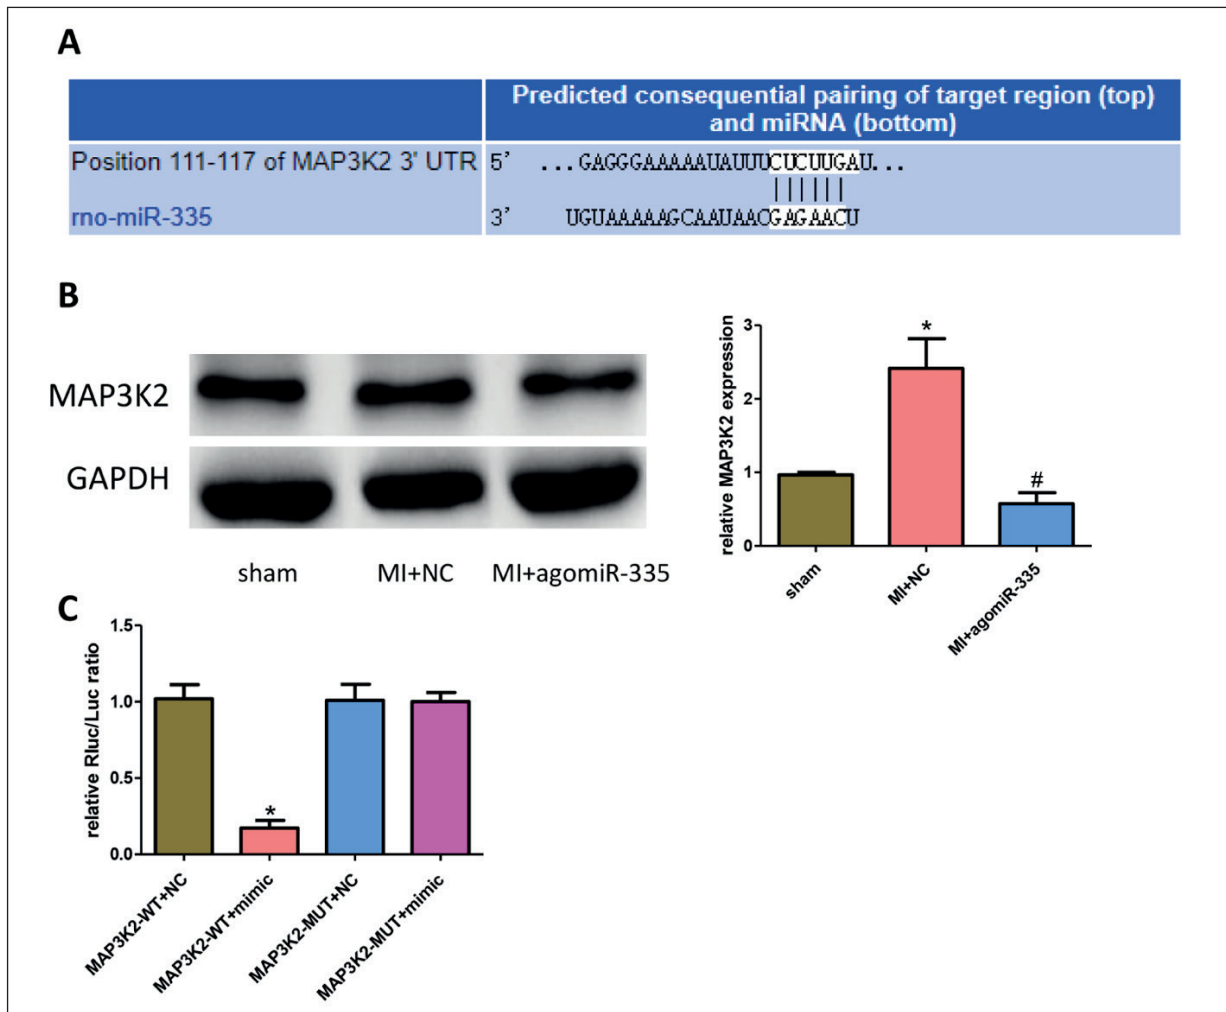 A
Predicted consequential pairing of target region (top)
and miRNA (bottom)
Position 111-117 of MAP3K2 3' UTR 5' ...GAGGGAAAAAUAUUUCUCUUGAU...
||||||
rno-miR-335 3' UGUAAAAAGCAAUAACGAGAACU
B
MAP3K2
GAPDH
sham MI+NC MI+agomiR-335
relative MAP3K2 expression
3
2
1
0
*
#
sham
MI+NC
MI+agomiR-335
C
relative Rluc/Luc ratio
1.5
1.0
0.5
0.0
*
MAP3K2-WT+NC
MAP3K2-WT+mimic
MAP3K2-MUT+NC
MAP3K2-MUT+mimic